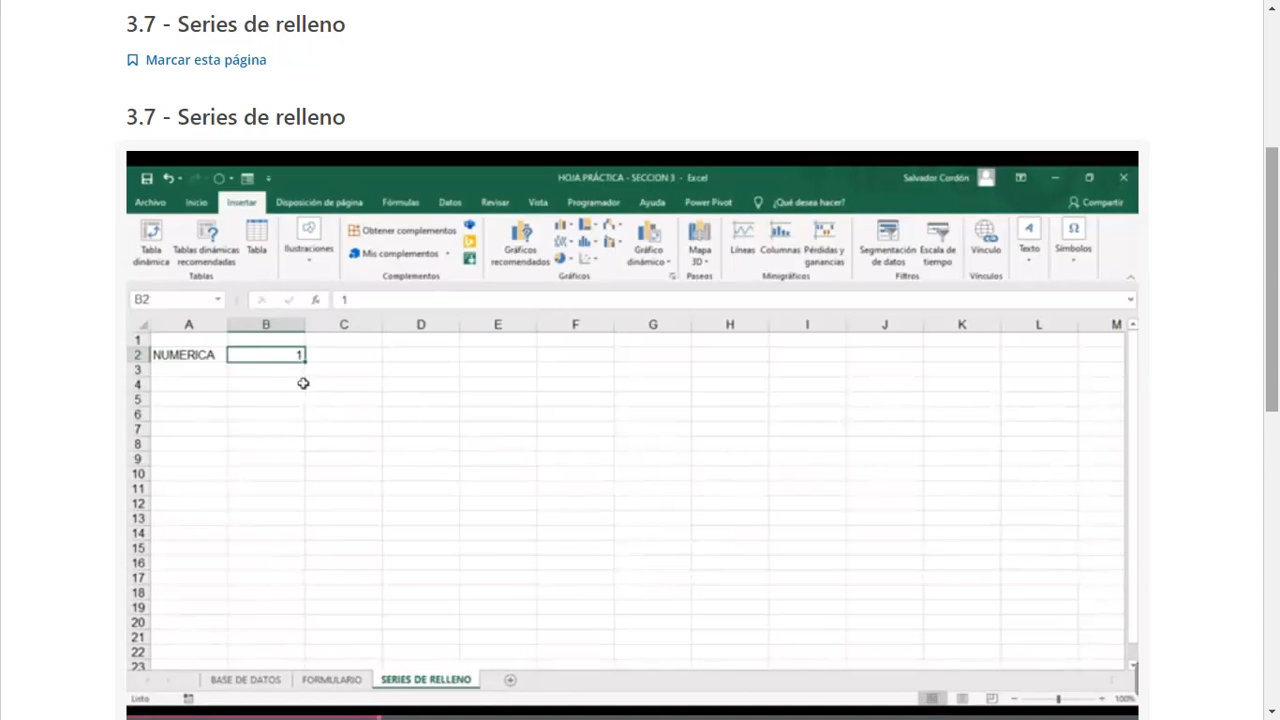 3.7 - Series de relleno
Marcar esta página
3.7 - Series de relleno
HOJA PRÁCTICA - SECCION 3 - Excel
Salvador Cordón
Archivo Inicio Insertar Disposición de página Fórmulas Datos Revisar Vista Programador Ayuda Power Pivot ¿Qué desea hacer? Compartir
Tabla dinámica
Tablas dinámicas recomendadas
Tabla
Tablas
Ilustraciones
Obtener complementos
Mis complementos
Complementos
Gráficos recomendados
Gráfico dinámico
Gráficos
Mapa 3D
Paseos
Líneas
Columnas
Pérdidas y ganancias
Minigráficos
Segmentación de datos
Escala de tiempo
Filtros
Vínculo
Vínculos
Texto
Símbolos
B2 fx 1
A B C D E F G H I J K L M
1
2 NUMERICA 1
3
4
5
6
7
8
9
10
11
12
13
14
15
16
17
18
19
20
21
22
23
BASE DE DATOS FORMULARIO SERIES DE RELLENO
Listo 100%